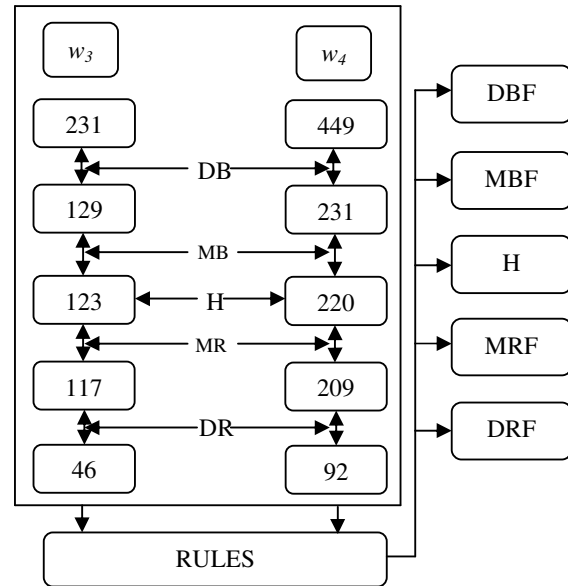 w3 w4
231 449 DBF
DB
129 231 MBF
MB
123 H 220 H
MR MRF
117 209
DR DRF
46 92
RULES